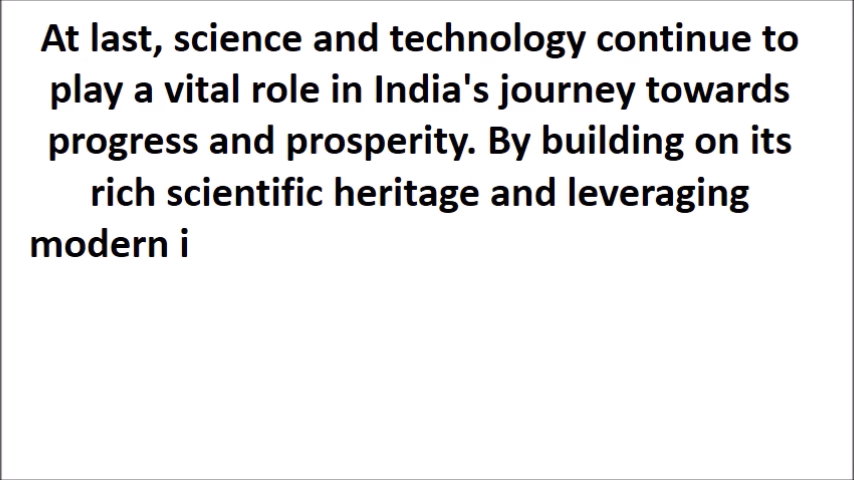 At last, science and technology continue to
play a vital role in India's journey towards
progress and prosperity. By building on its
rich scientific heritage and leveraging
modern i